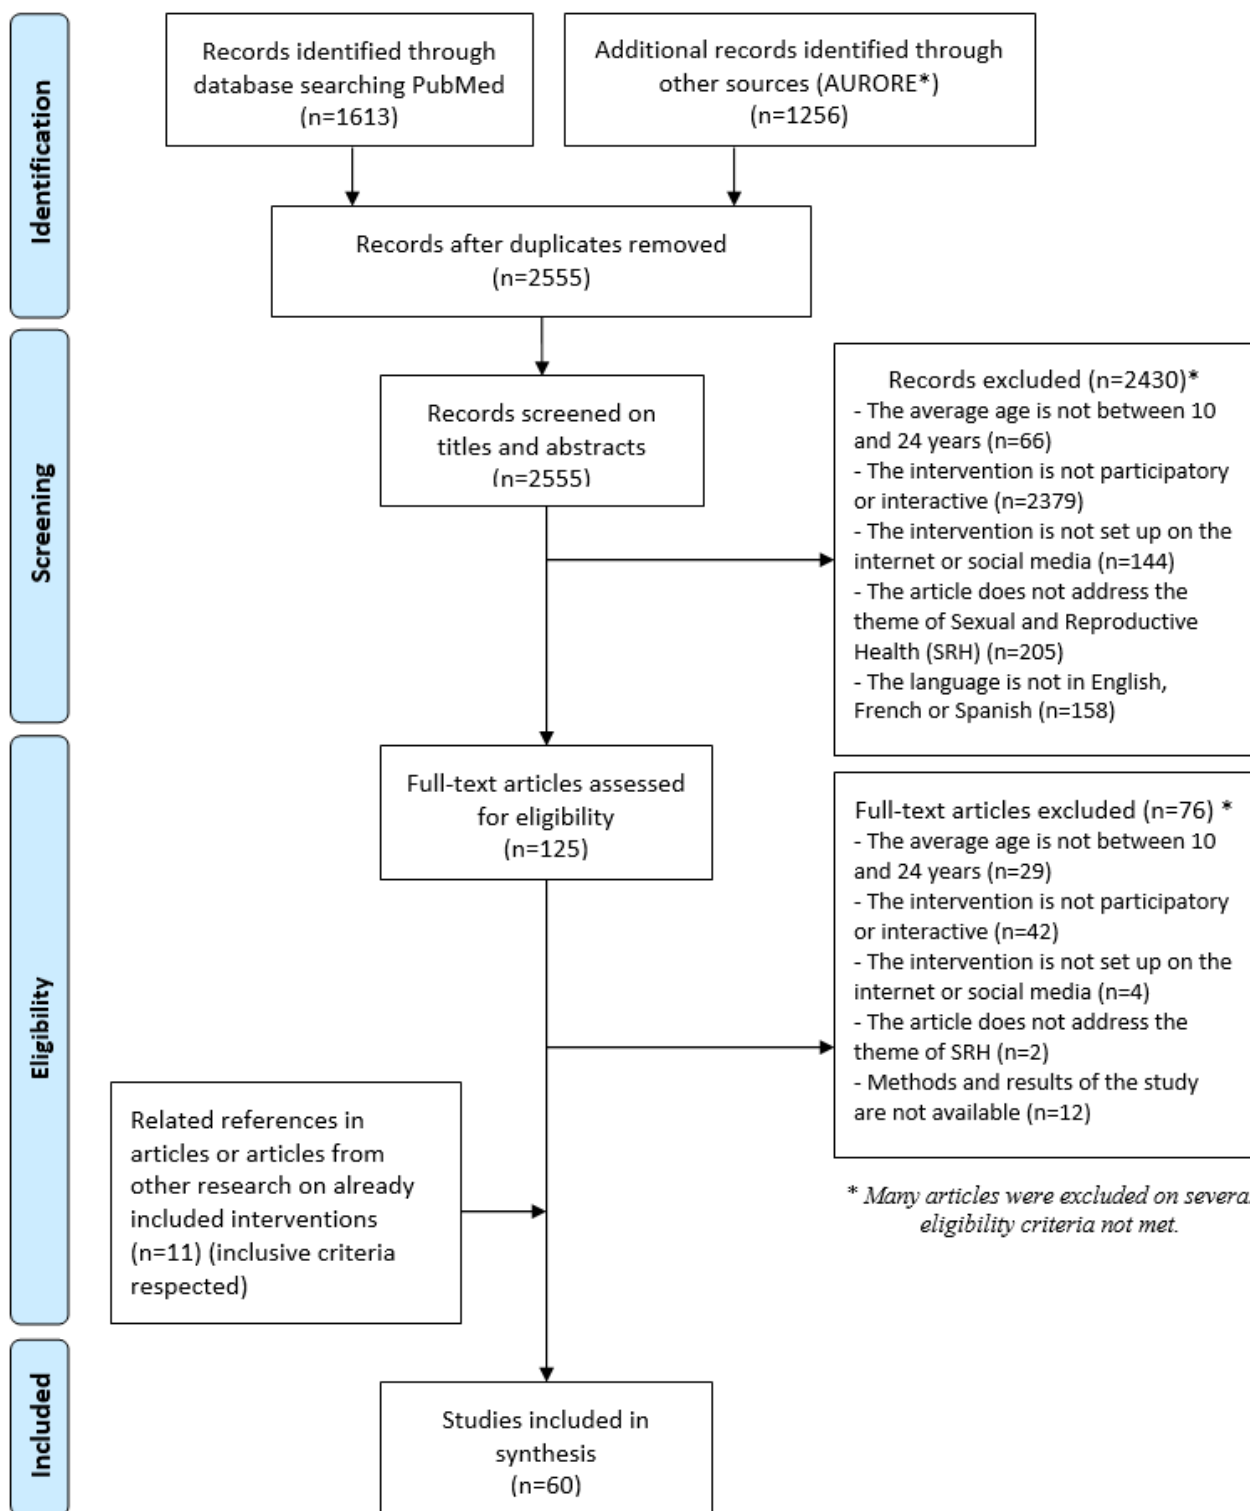 Identification
Records identified through
database searching PubMed
(n=1613)
Additional records identified through
other sources (AURORE*)
(n=1256)
Records after duplicates removed
(n=2555)
Screening
Records screened on
titles and abstracts
(n=2555)
Records excluded (n=2430)*
- The average age is not between 10
and 24 years (n=66)
- The intervention is not participatory
or interactive (n=2379)
- The intervention is not set up on the
internet or social media (n=144)
- The article does not address the
theme of Sexual and Reproductive
Health (SRH) (n=205)
- The language is not in English,
French or Spanish (n=158)
Eligibility
Full-text articles assessed
for eligibility
(n=125)
Full-text articles excluded (n=76) *
- The average age is not between 10
and 24 years (n=29)
- The intervention is not participatory
or interactive (n=42)
- The intervention is not set up on the
internet or social media (n=4)
- The article does not address the
theme of SRH (n=2)
- Methods and results of the study
are not available (n=12)
Related references in
articles or articles from
other research on already
included interventions
(n=11) (inclusive criteria
respected)
* Many articles were excluded on severa
eligibility criteria not met.
Included
Studies included in
synthesis
(n=60)